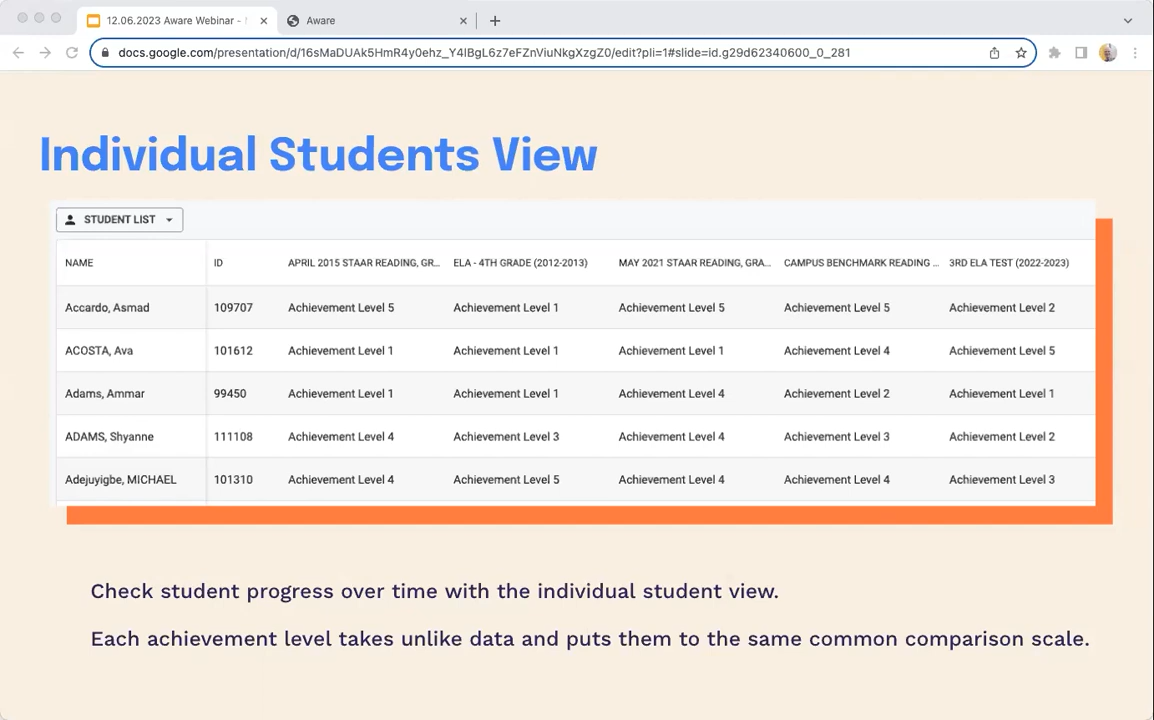 12.06.2023 Aware Webinar -
Aware
docs.google.com/presentation/d/16sMaDUAk5HmR4y0ehz_Y4lBgL6z7eFZnViuNkgXzgZ0/edit?pli=1#slide=id.g29d62340600_0_281
Individual Students View
STUDENT LIST
NAME ID APRIL 2015 STAAR READING, GR... ELA - 4TH GRADE (2012-2013) MAY 2021 STAAR READING, GRA... CAMPUS BENCHMARK READING ... 3RD ELA TEST (2022-2023)
Accardo, Asmad 109707 Achievement Level 5 Achievement Level 1 Achievement Level 5 Achievement Level 5 Achievement Level 2
ACOSTA, Ava 101612 Achievement Level 1 Achievement Level 1 Achievement Level 1 Achievement Level 4 Achievement Level 5
Adams, Ammar 99450 Achievement Level 1 Achievement Level 1 Achievement Level 4 Achievement Level 2 Achievement Level 1
ADAMS, Shyanne 111108 Achievement Level 4 Achievement Level 3 Achievement Level 4 Achievement Level 3 Achievement Level 2
Adejuyigbe, MICHAEL 101310 Achievement Level 4 Achievement Level 5 Achievement Level 4 Achievement Level 4 Achievement Level 3
Check student progress over time with the individual student view.
Each achievement level takes unlike data and puts them to the same common comparison scale.